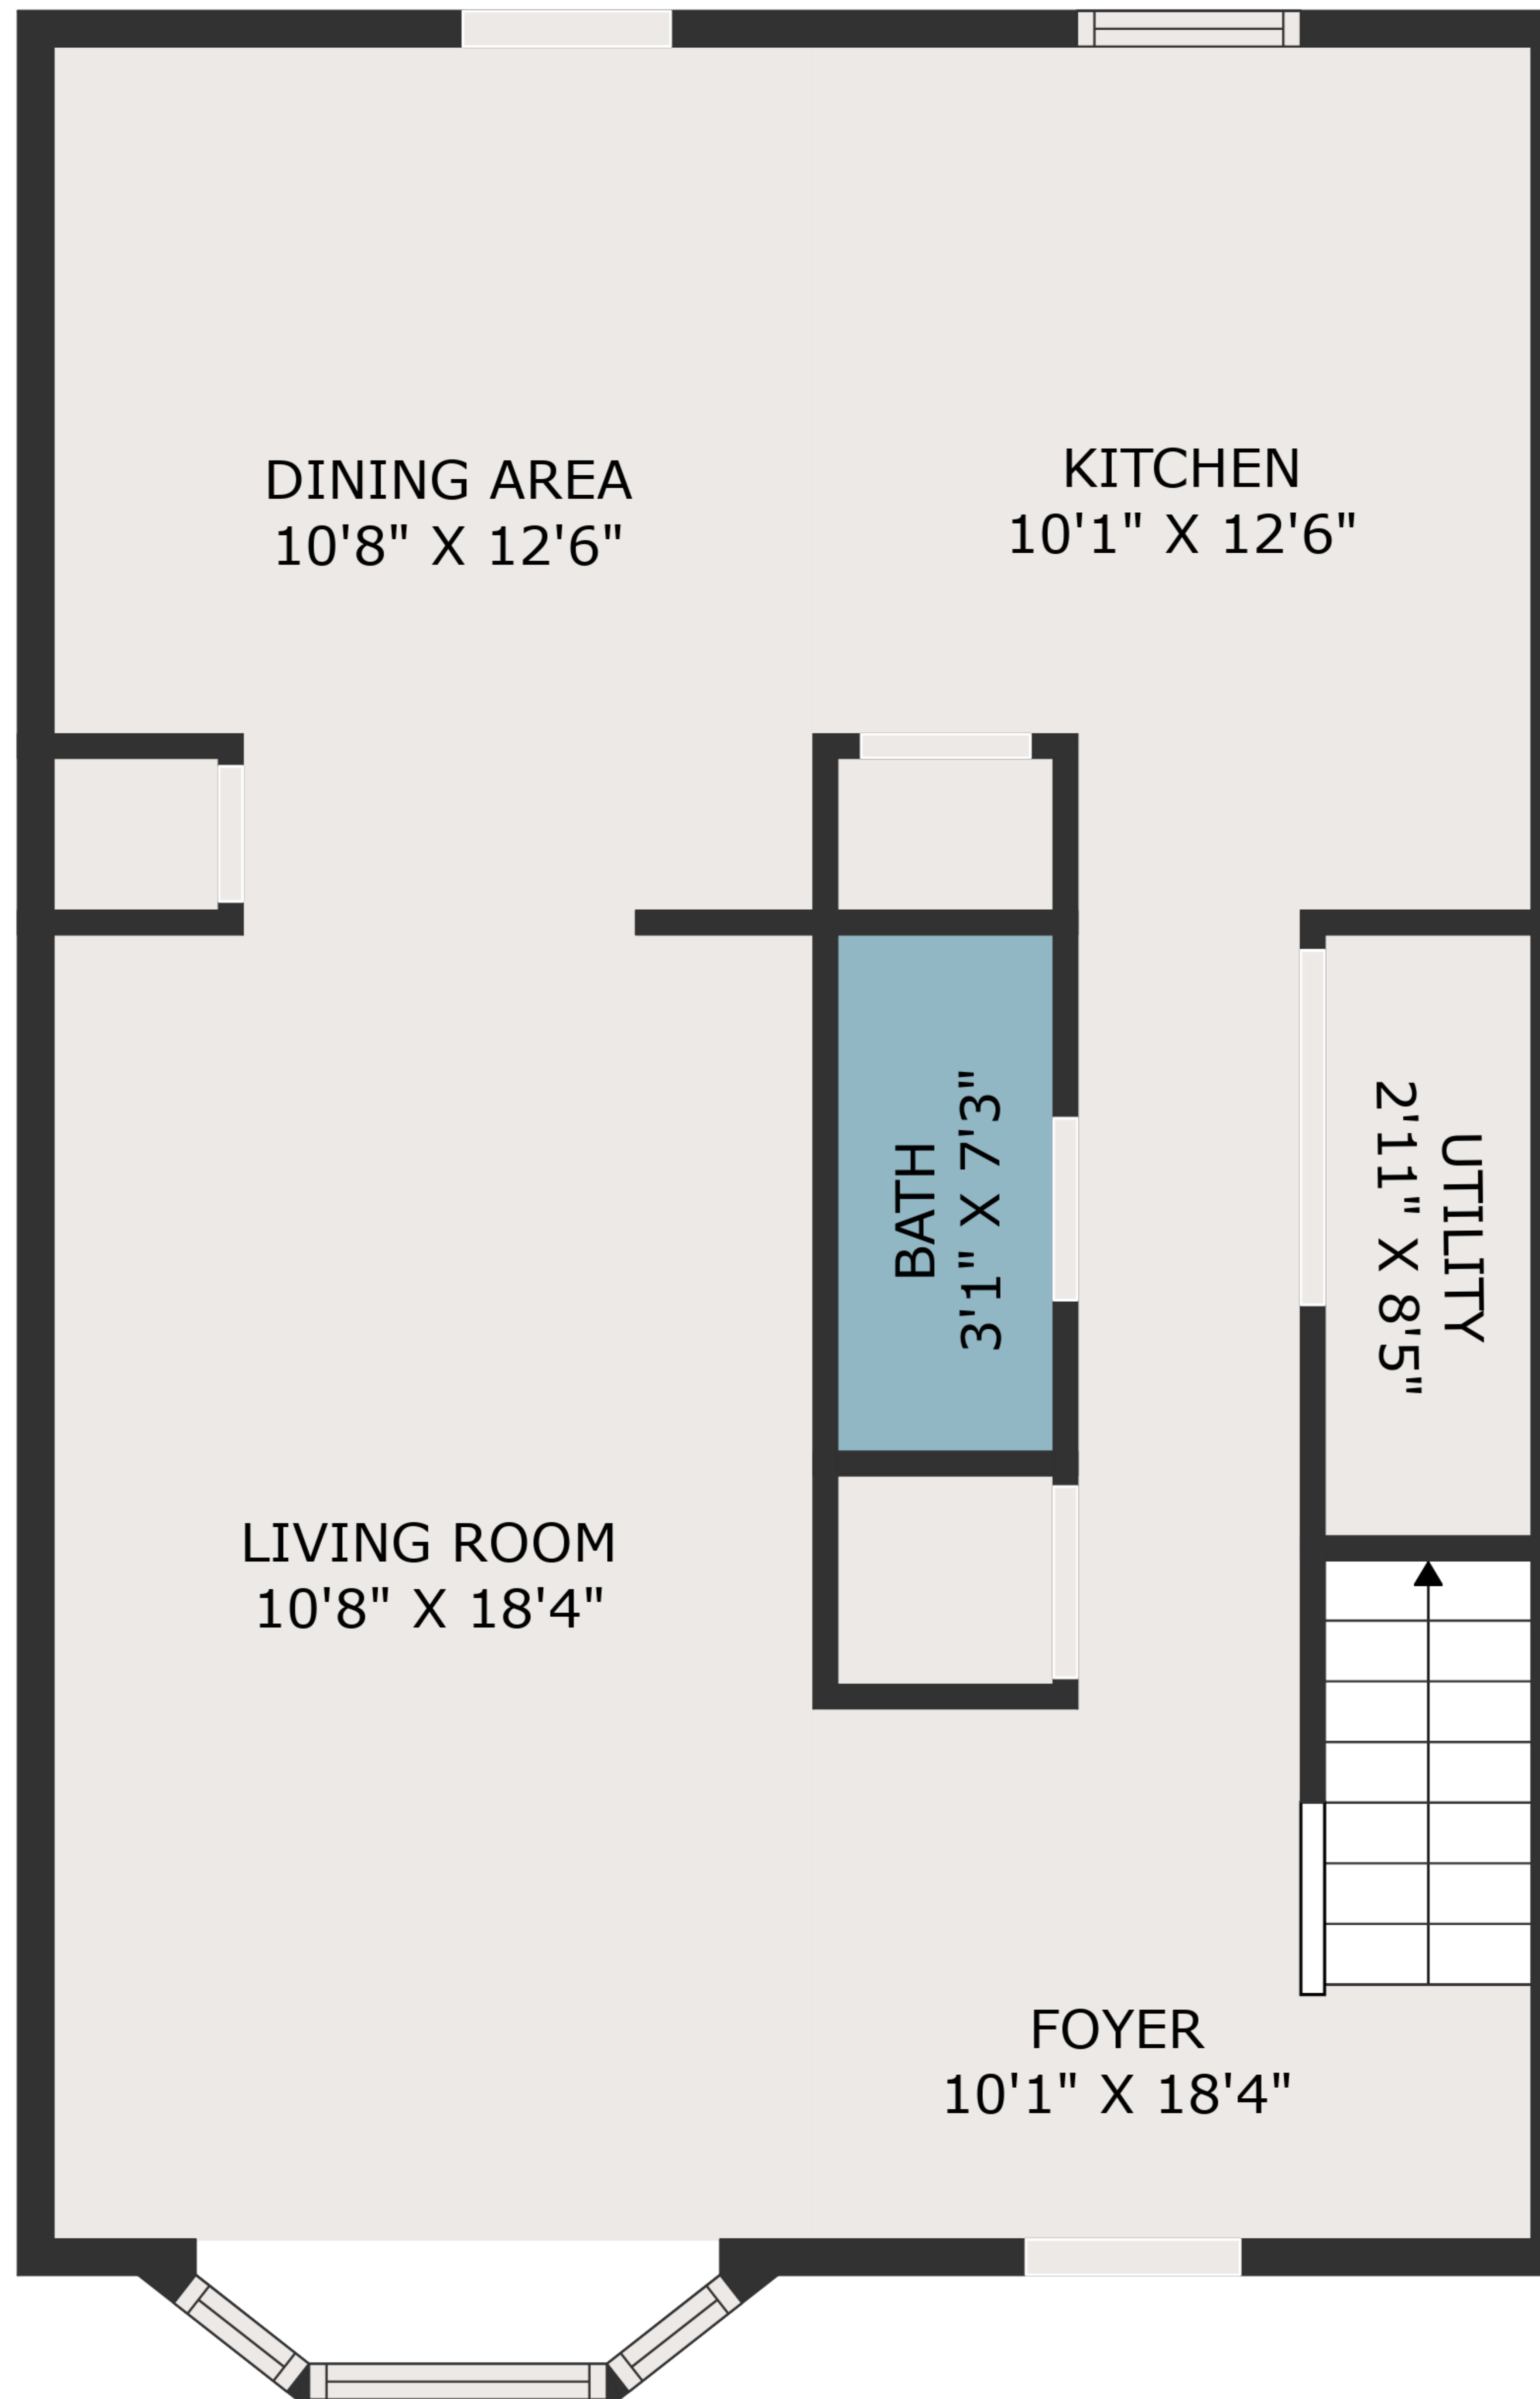 DINING AREA
10'8" X 12'6"
KITCHEN
10'1" X 12'6"
BATH
3'1" X 7'3"
UTILITY
2'11" X 8'5"
LIVING ROOM
10'8" X 18'4"
FOYER
10'1" X 18'4"